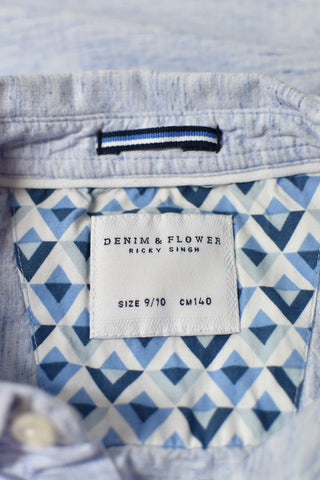 DENIM & FLOWER
RICKY SINGH
SIZE 9/10 CM140